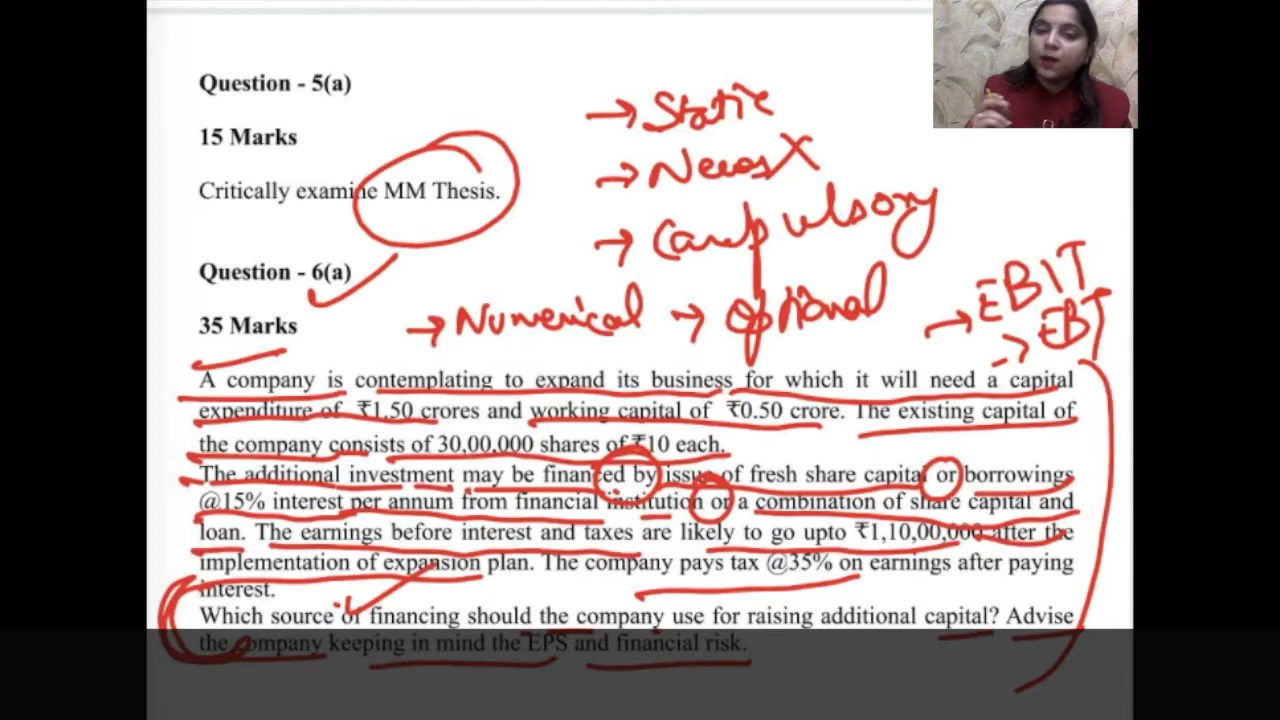 Question - 5(a)
15 Marks
Critically examine MM Thesis.
→ Static
→ Necos X
→ Compulsory
Question - 6(a)
35 Marks
→ Numerical → Optional
→ EBIT
→ EBT
A company is contemplating to expand its business for which it will need a capital
expenditure of ₹1.50 crores and working capital of ₹0.50 crore. The existing capital of
the company consists of 30,00,000 shares of ₹10 each.
The additional investment may be financed by issue of fresh share capital or borrowings
@15% interest per annum from financial institution or a combination of share capital and
loan. The earnings before interest and taxes are likely to go upto ₹1,10,00,000 after the
implementation of expansion plan. The company pays tax @35% on earnings after paying
interest.
Which source of financing should the company use for raising additional capital? Advise
the company keeping in mind the EPS and financial risk.